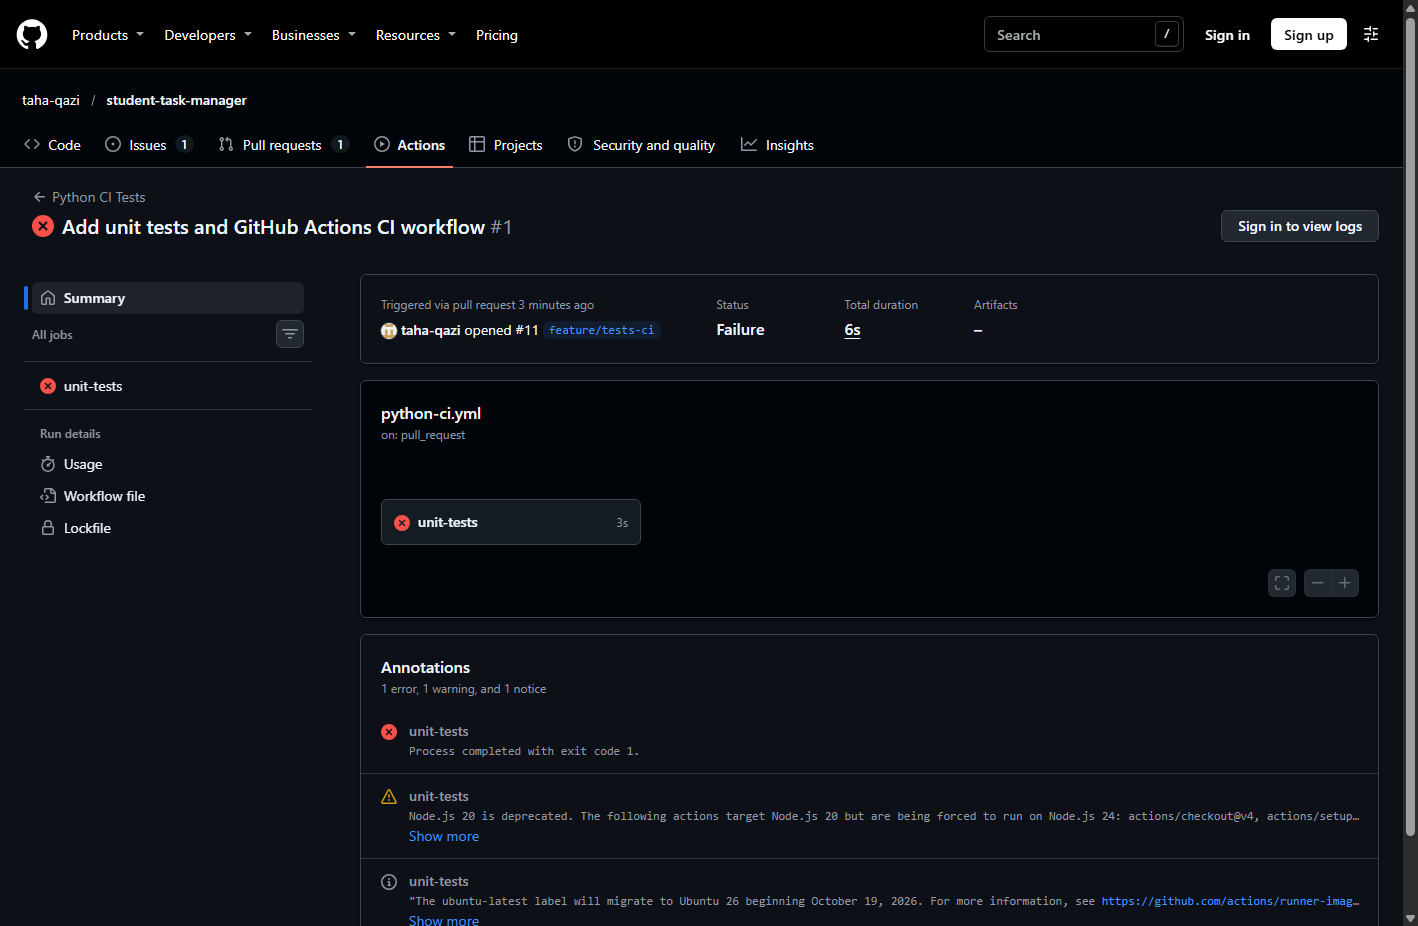 Products Developers Businesses Resources Pricing Search / Sign in Sign up
taha-qazi / student-task-manager
Code Issues 1 Pull requests 1 Actions Projects Security and quality Insights
Python CI Tests
Add unit tests and GitHub Actions CI workflow #1
Sign in to view logs
Summary
All jobs
unit-tests
Run details
Usage
Workflow file
Lockfile
Triggered via pull request 3 minutes ago
taha-qazi opened #11 feature/tests-ci
Status
Failure
Total duration
6s
Artifacts
–
python-ci.yml
on: pull_request
unit-tests 3s
Annotations
1 error, 1 warning, and 1 notice
unit-tests
Process completed with exit code 1.
unit-tests
Node.js 20 is deprecated. The following actions target Node.js 20 but are being forced to run on Node.js 24: actions/checkout@v4, actions/setup…
Show more
unit-tests
"The ubuntu-latest label will migrate to Ubuntu 26 beginning October 19, 2026. For more information, see https://github.com/actions/runner-imag…
Show more